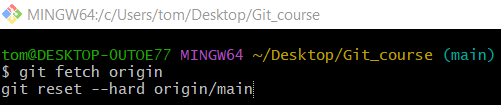 MINGW64:/c/Users/tom/Desktop/Git_course
tom@DESKTOP-OUTOE77 MINGW64 ~/Desktop/Git_course (main)
$ git fetch origin
git reset --hard origin/main